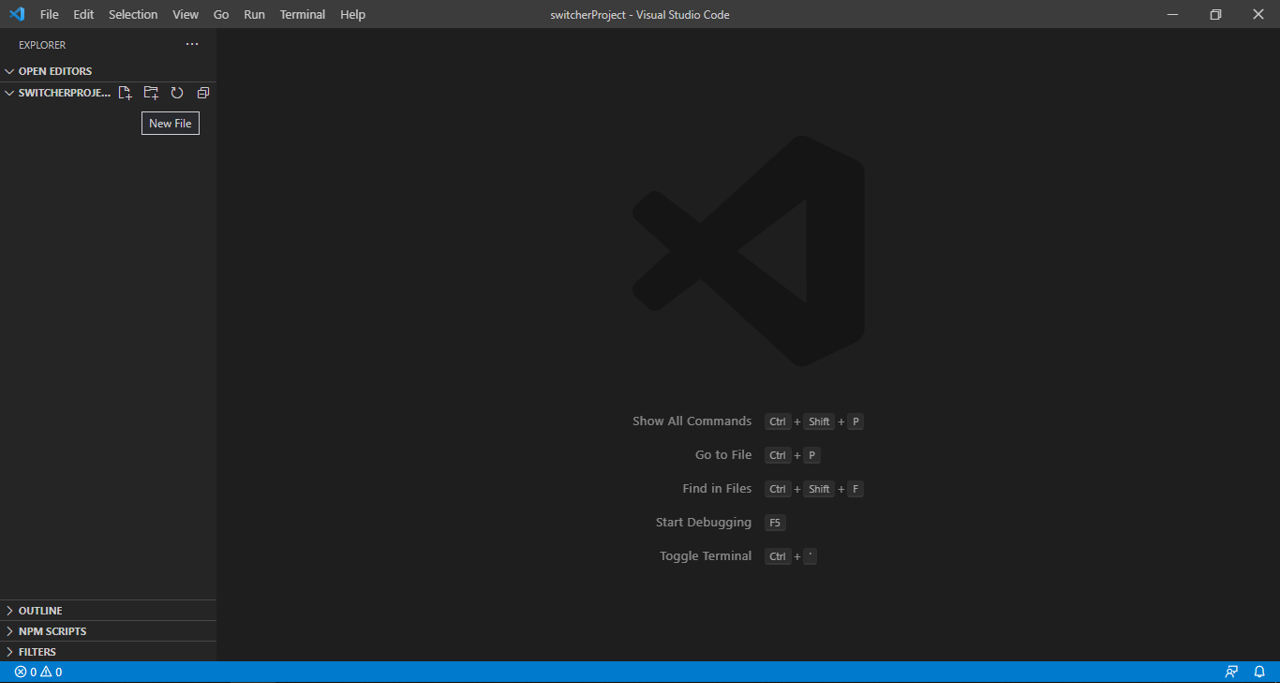 File Edit Selection View Go Run Terminal Help switcherProject - Visual Studio Code
EXPLORER ...
OPEN EDITORS
SWITCHERPROJE...
New File
Show All Commands Ctrl + Shift + P
Go to File Ctrl + P
Find in Files Ctrl + Shift + F
Start Debugging F5
Toggle Terminal Ctrl + `
OUTLINE
NPM SCRIPTS
FILTERS
0 0